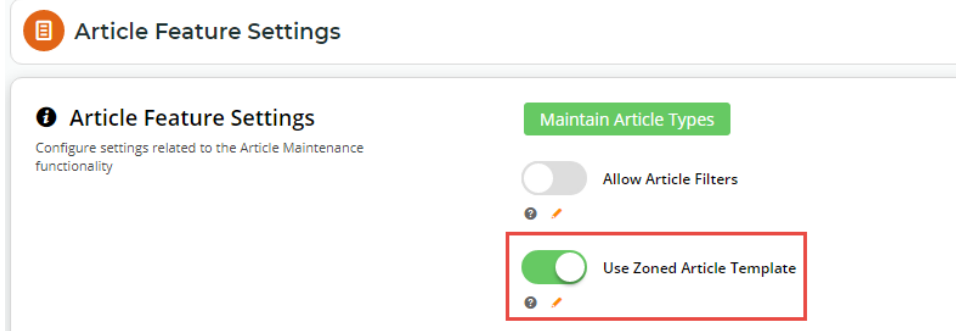 Article Feature Settings
Article Feature Settings
Configure settings related to the Article Maintenance
functionality
Maintain Article Types
Allow Article Filters
Use Zoned Article Template